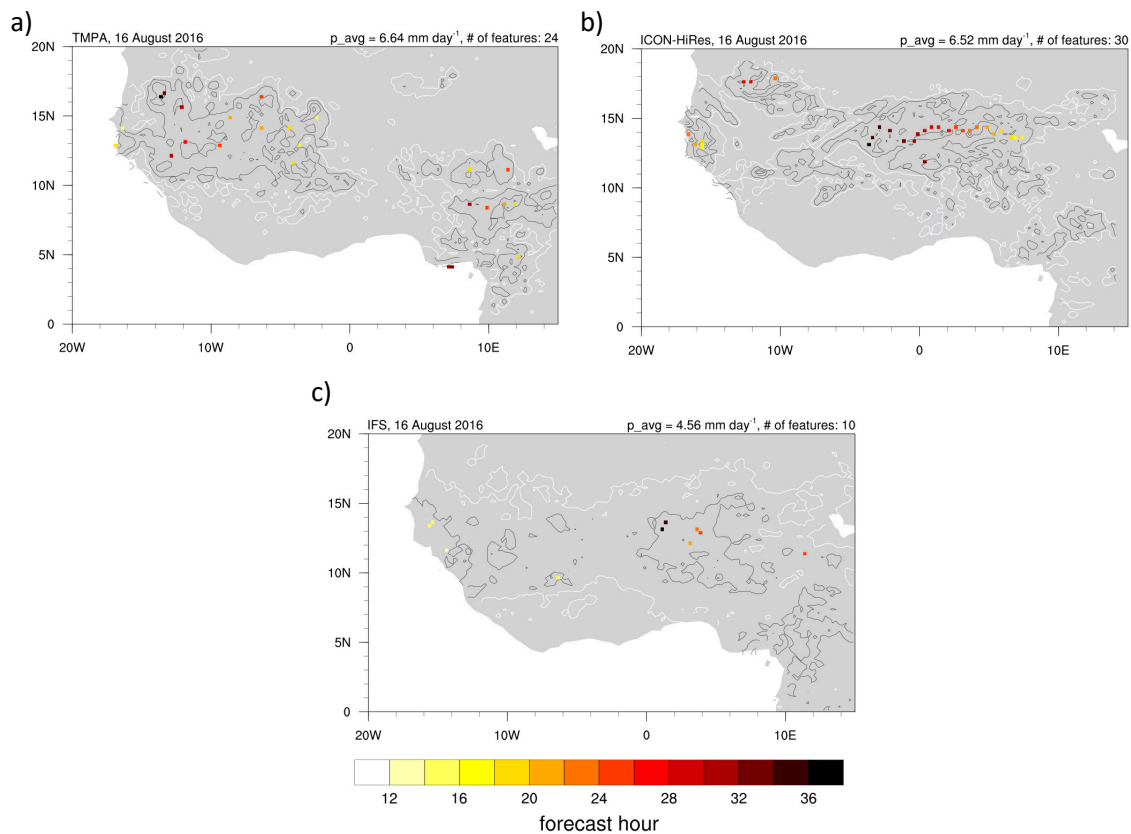 a)
TMPA, 16 August 2016 p_avg = 6.64 mm day⁻¹, # of features: 24
20N
15N
10N
5N
0
20W 10W 0 10E
b)
ICON-HiRes, 16 August 2016 p_avg = 6.52 mm day⁻¹, # of features: 30
20N
15N
10N
5N
0
20W 10W 0 10E
c)
IFS, 16 August 2016 p_avg = 4.56 mm day⁻¹, # of features: 10
20N
15N
10N
5N
0
20W 10W 0 10E
12 16 20 24 28 32 36
forecast hour